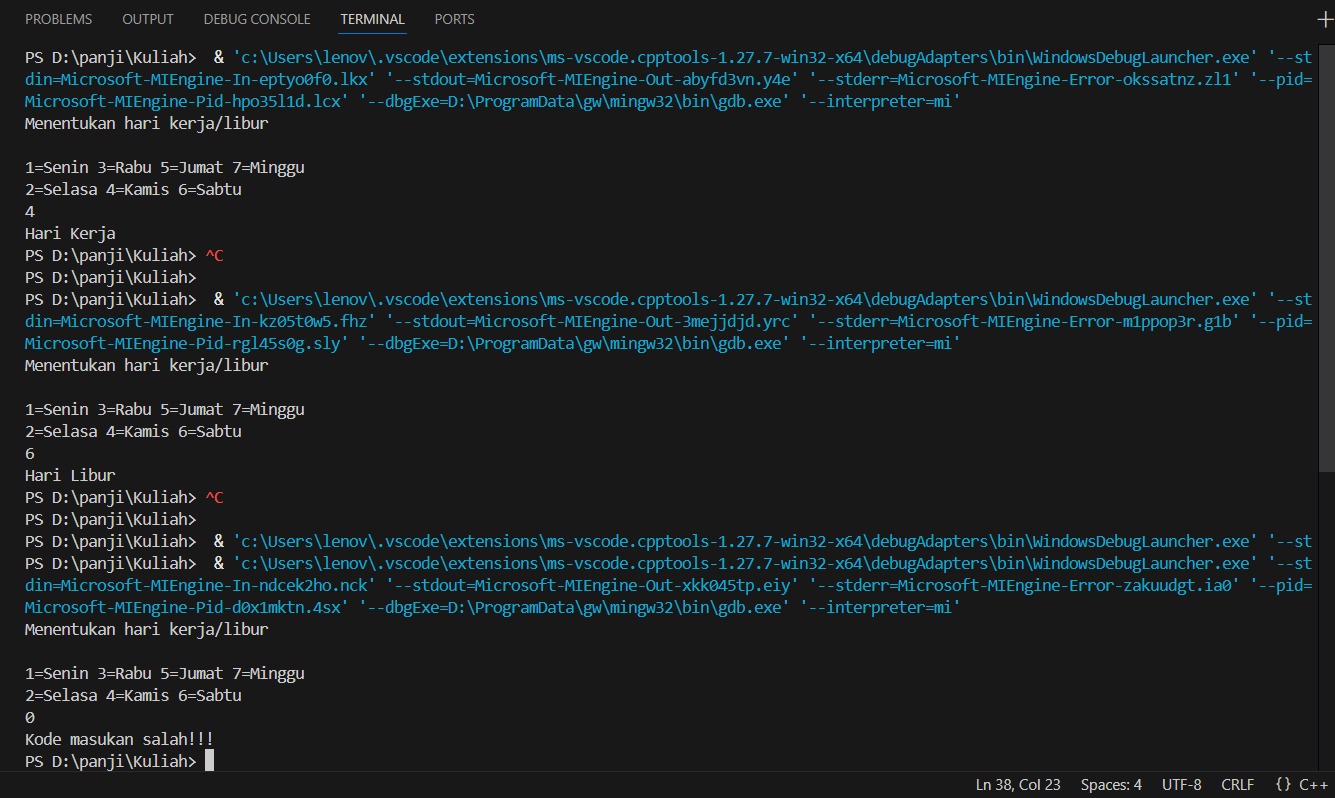 PROBLEMS OUTPUT DEBUG CONSOLE TERMINAL PORTS
PS D:\panji\Kuliah>  & 'c:\Users\lenov\.vscode\extensions\ms-vscode.cpptools-1.27.7-win32-x64\debugAdapters\bin\WindowsDebugLauncher.exe' '--st
din=Microsoft-MIEngine-In-eptyo0f0.lkx' '--stdout=Microsoft-MIEngine-Out-abyfd3vn.y4e' '--stderr=Microsoft-MIEngine-Error-okssatnz.zl1' '--pid=
Microsoft-MIEngine-Pid-hpo35l1d.lcx' '--dbgExe=D:\ProgramData\gw\mingw32\bin\gdb.exe' '--interpreter=mi'
Menentukan hari kerja/libur
1=Senin 3=Rabu 5=Jumat 7=Minggu
2=Selasa 4=Kamis 6=Sabtu
4
Hari Kerja
PS D:\panji\Kuliah> ^C
PS D:\panji\Kuliah>
PS D:\panji\Kuliah>  & 'c:\Users\lenov\.vscode\extensions\ms-vscode.cpptools-1.27.7-win32-x64\debugAdapters\bin\WindowsDebugLauncher.exe' '--st
din=Microsoft-MIEngine-In-kz05t0w5.fhz' '--stdout=Microsoft-MIEngine-Out-3mejjdjd.yrc' '--stderr=Microsoft-MIEngine-Error-m1ppop3r.g1b' '--pid=
Microsoft-MIEngine-Pid-rgl45s0g.sly' '--dbgExe=D:\ProgramData\gw\mingw32\bin\gdb.exe' '--interpreter=mi'
Menentukan hari kerja/libur
1=Senin 3=Rabu 5=Jumat 7=Minggu
2=Selasa 4=Kamis 6=Sabtu
6
Hari Libur
PS D:\panji\Kuliah> ^C
PS D:\panji\Kuliah>
PS D:\panji\Kuliah>  & 'c:\Users\lenov\.vscode\extensions\ms-vscode.cpptools-1.27.7-win32-x64\debugAdapters\bin\WindowsDebugLauncher.exe' '--st
PS D:\panji\Kuliah>  & 'c:\Users\lenov\.vscode\extensions\ms-vscode.cpptools-1.27.7-win32-x64\debugAdapters\bin\WindowsDebugLauncher.exe' '--st
din=Microsoft-MIEngine-In-ndcek2ho.nck' '--stdout=Microsoft-MIEngine-Out-xkk045tp.eiy' '--stderr=Microsoft-MIEngine-Error-zakuudgt.ia0' '--pid=
Microsoft-MIEngine-Pid-d0x1mktn.4sx' '--dbgExe=D:\ProgramData\gw\mingw32\bin\gdb.exe' '--interpreter=mi'
Menentukan hari kerja/libur
1=Senin 3=Rabu 5=Jumat 7=Minggu
2=Selasa 4=Kamis 6=Sabtu
0
Kode masukan salah!!!
PS D:\panji\Kuliah>
Ln 38, Col 23 Spaces: 4 UTF-8 CRLF {} C++